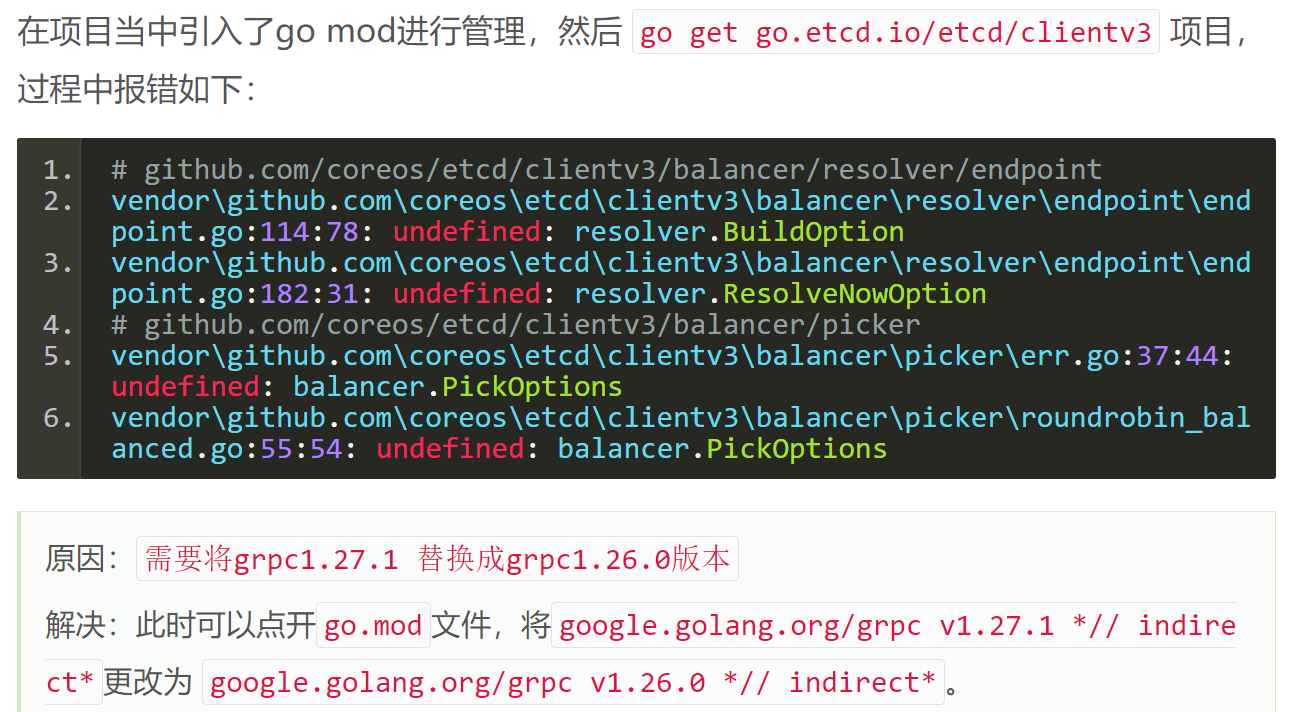 在项目当中引入了go mod进行管理，然后 go get go.etcd.io/etcd/clientv3 项目，
过程中报错如下：
1. # github.com/coreos/etcd/clientv3/balancer/resolver/endpoint
2. vendor\github.com\coreos\etcd\clientv3\balancer\resolver\endpoint\end
point.go:114:78: undefined: resolver.BuildOption
3. vendor\github.com\coreos\etcd\clientv3\balancer\resolver\endpoint\end
point.go:182:31: undefined: resolver.ResolveNowOption
4. # github.com/coreos/etcd/clientv3/balancer/picker
5. vendor\github.com\coreos\etcd\clientv3\balancer\picker\err.go:37:44:
undefined: balancer.PickOptions
6. vendor\github.com\coreos\etcd\clientv3\balancer\picker\roundrobin_bal
anced.go:55:54: undefined: balancer.PickOptions
原因：需要将grpc1.27.1 替换成grpc1.26.0版本
解决：此时可以点开go.mod文件，将google.golang.org/grpc v1.27.1 *// indire
ct*更改为 google.golang.org/grpc v1.26.0 *// indirect* 。